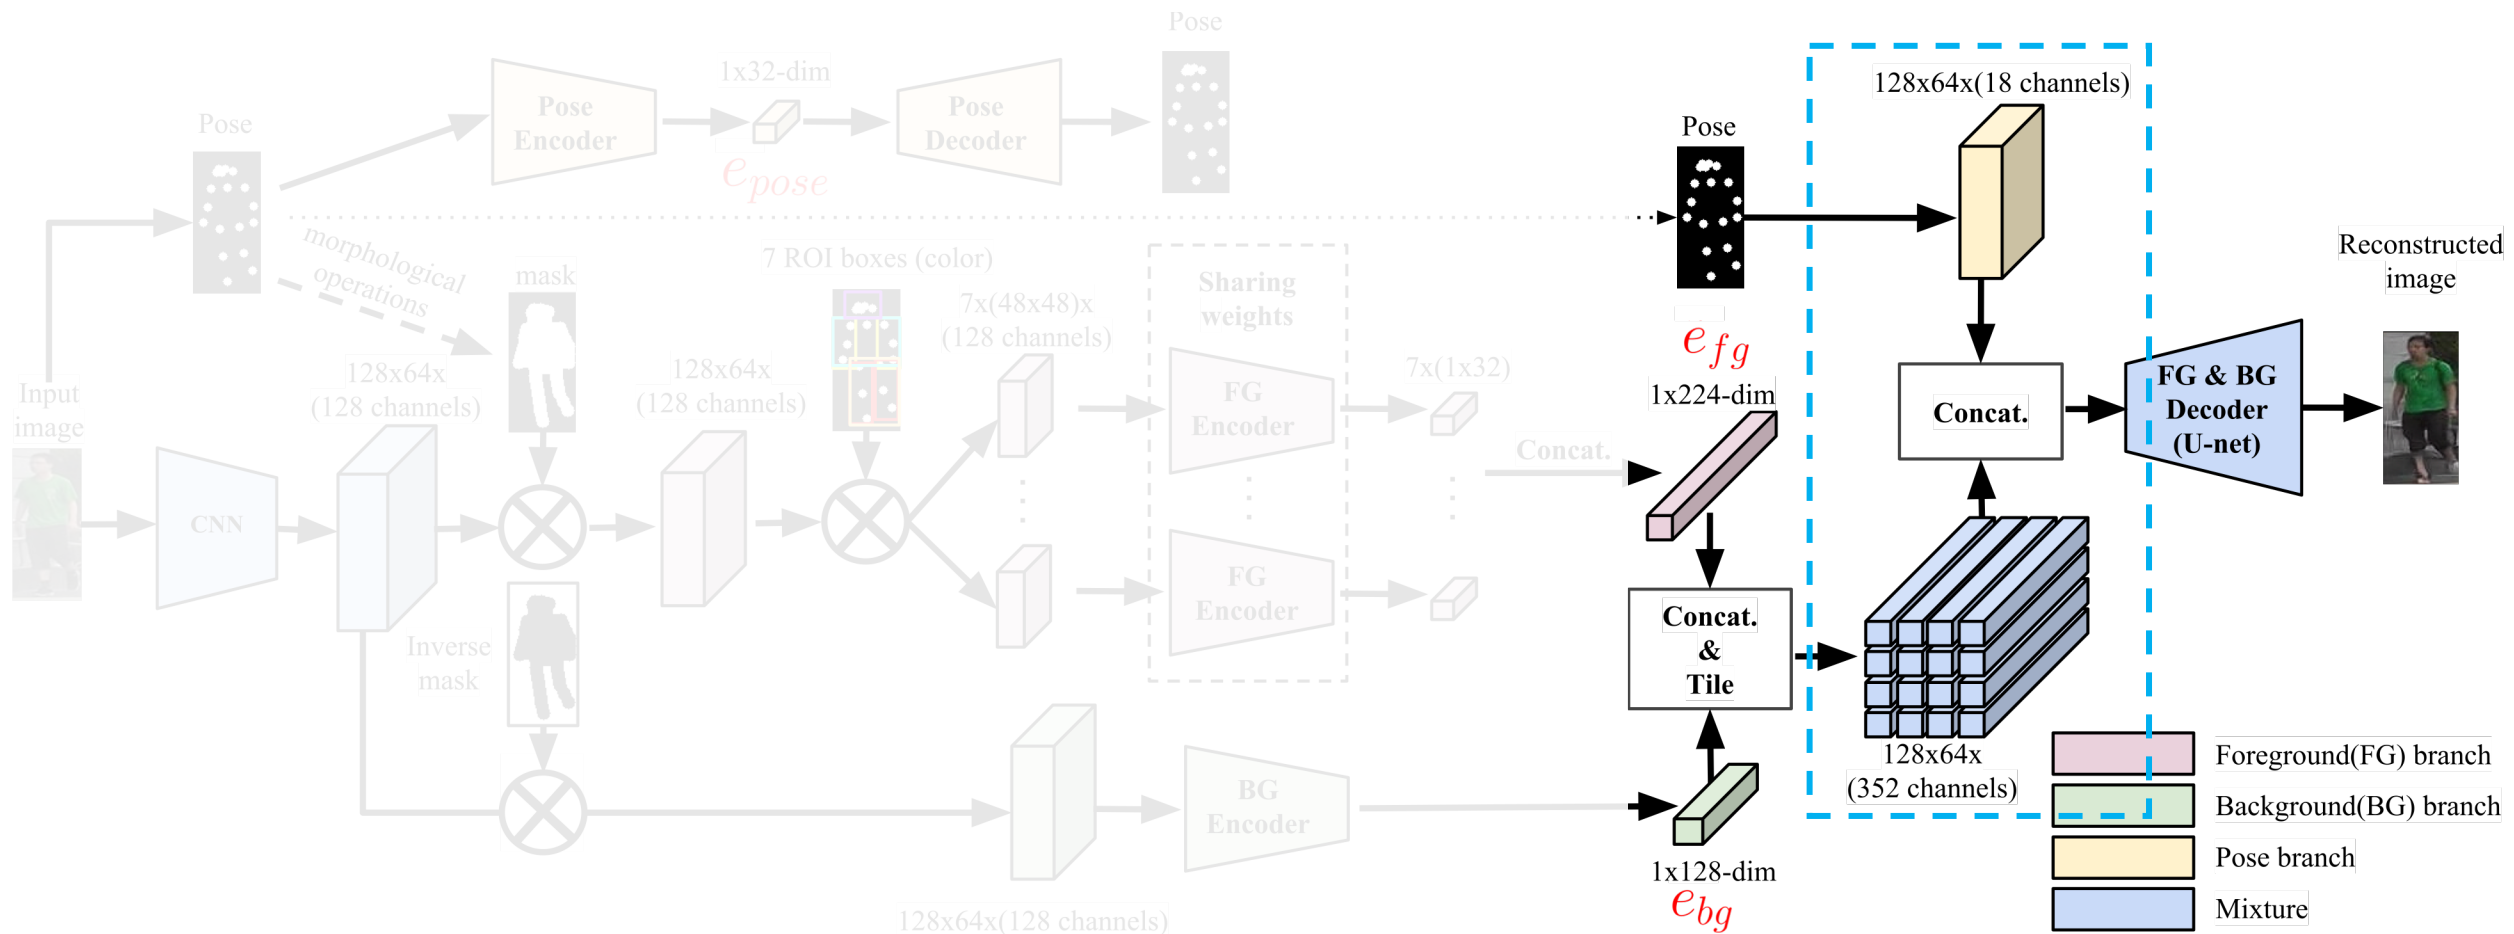 Pose
1x32-dim
128x64x(18 channels)
Pose
Encoder
Pose
Decoder
Pose
Pose
e_pose
morphological
operations
mask
7 ROI boxes (color)
Sharing
weights
Reconstructed
image
7x(48x48)x
(128 channels)
e_fg
128x64x
(128 channels)
128x64x
(128 channels)
7x(1x32)
1x224-dim
Input
image
FG
Encoder
FG & BG
Decoder
(U-net)
Concat.
Concat.
CNN
FG
Encoder
Concat.
&
Tile
Inverse
mask
128x64x
(352 channels)
BG
Encoder
1x128-dim
e_bg
128x64x(128 channels)
Foreground(FG) branch
Background(BG) branch
Pose branch
Mixture